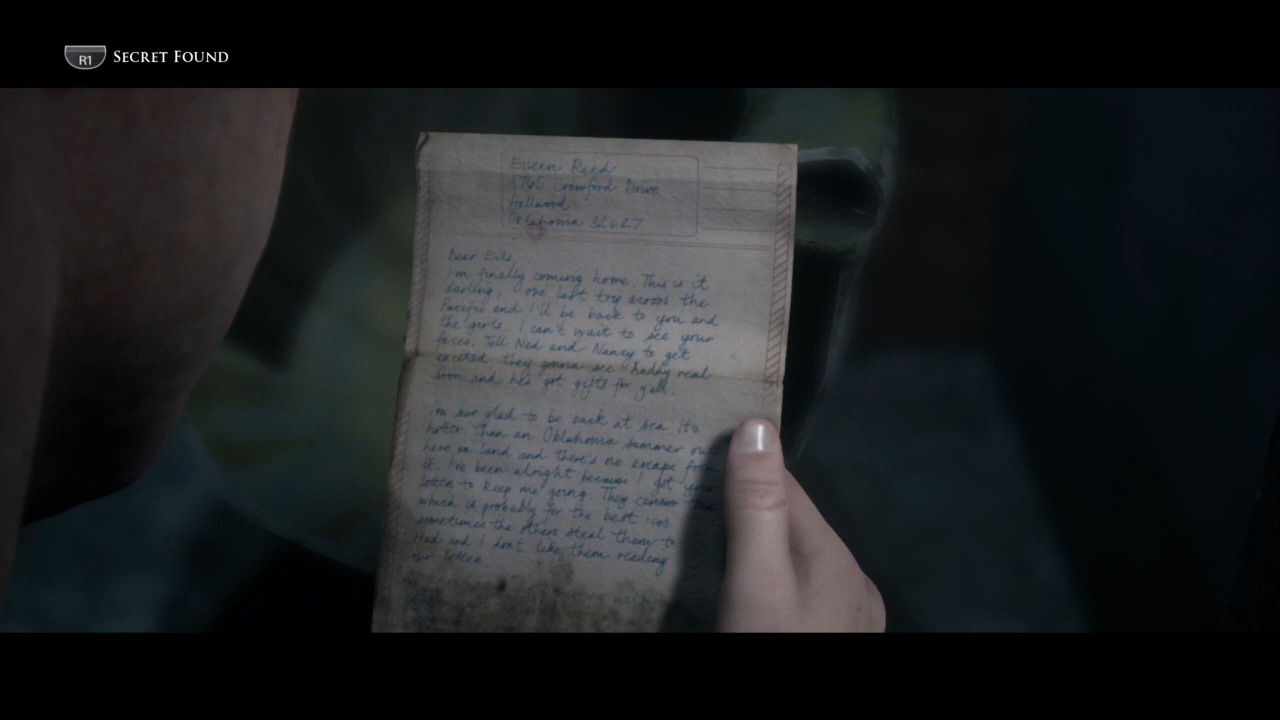 R1 SECRET FOUND
Eileen Reed
3765 Crawford Drive
Oklahoma 32627
Dear Eils,
I'm finally coming home. This is it
darling, one last trip across the
Pacific and I'll be back to you and
the girls. I can't wait to see your
faces. Tell Ned and Nancy to get
excited they gonna see Daddy real
soon and he's got gifts for y'all.
I'm sure glad to be back at sea. It's
hotter than an Oklahoma summer out
here on land and there's no escape from
it. I've been alright because I got your
letters to keep me going. They censor them
which is probably for the best 'cos
sometimes the others steal them to
read and I don't like them reading
our letters